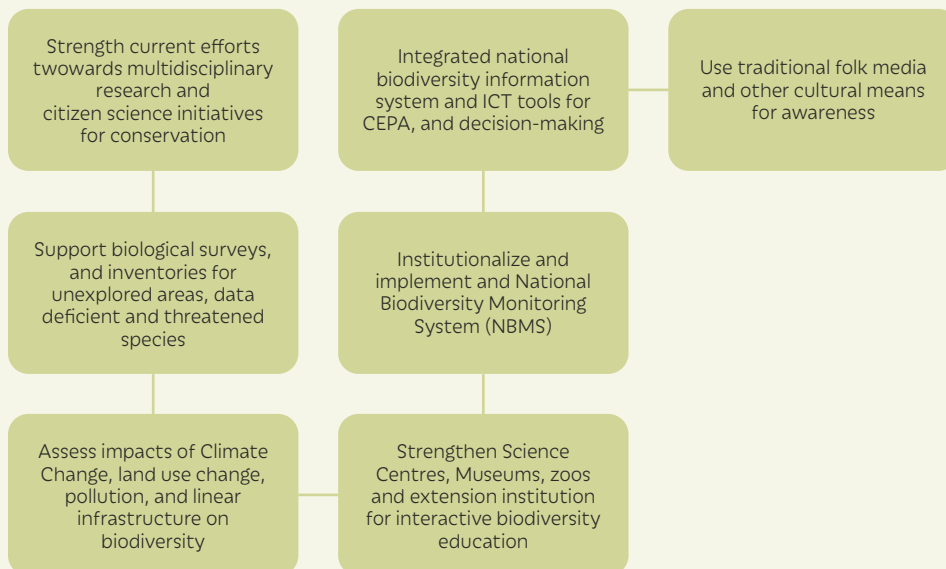 Strength current efforts
twowards multidisciplinary
research and
citizen science initiatives
for conservation
Support biological surveys,
and inventories for
unexplored areas, data
deficient and threatened
species
Assess impacts of Climate
Change, land use change,
pollution, and linear
infrastructure on
biodiversity
Strengthen Science
Centres, Museums, zoos
and extension institution
for interactive biodiversity
education
Institutionalize and
implement and National
Biodiversity Monitoring
System (NBMS)
Integrated national
biodiversity information
system and ICT tools for
CEPA, and decision-making
Use traditional folk media
and other cultural means
for awareness